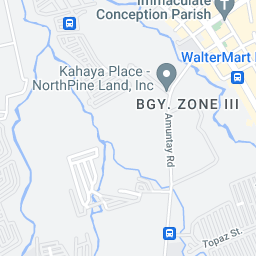 Immaculate
Conception Parish
WalterMart
Kahaya Place -
NorthPine Land, Inc
BGY. ZONE III
Amuntay Rd
Topaz St.